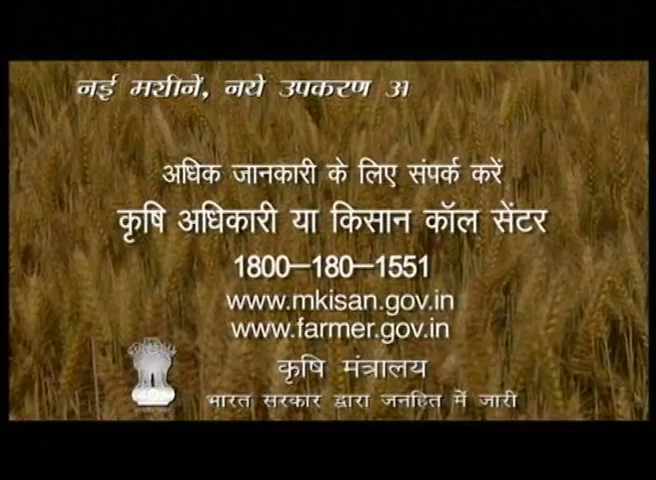 नई मशीनें, नये उपकरण अ
अधिक जानकारी के लिए संपर्क करें
कृषि अधिकारी या किसान कॉल सेंटर
1800–180–1551
www.mkisan.gov.in
www.farmer.gov.in
कृषि मंत्रालय
भारत सरकार द्वारा जनहित में जारी